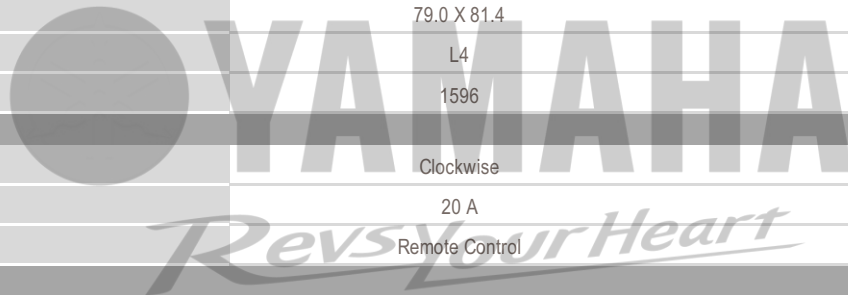 79.0 X 81.4
L4
1596
YAMAHA
Clockwise
20 A
Remote Control
Revs Your Heart